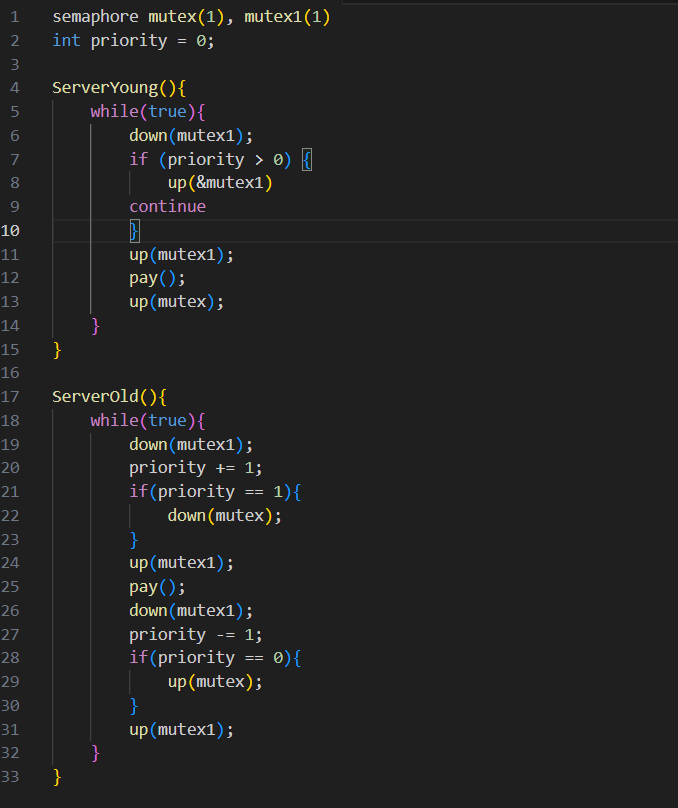 1 semaphore mutex(1), mutex1(1)
2 int priority = 0;
3
4 ServerYoung(){
5     while(true){
6         down(mutex1);
7         if (priority > 0) {
8             up(&mutex1)
9         continue
10         }
11         up(mutex1);
12         pay();
13         up(mutex);
14     }
15 }
16
17 ServerOld(){
18     while(true){
19         down(mutex1);
20         priority += 1;
21         if(priority == 1){
22             down(mutex);
23         }
24         up(mutex1);
25         pay();
26         down(mutex1);
27         priority -= 1;
28         if(priority == 0){
29             up(mutex);
30         }
31         up(mutex1);
32     }
33 }